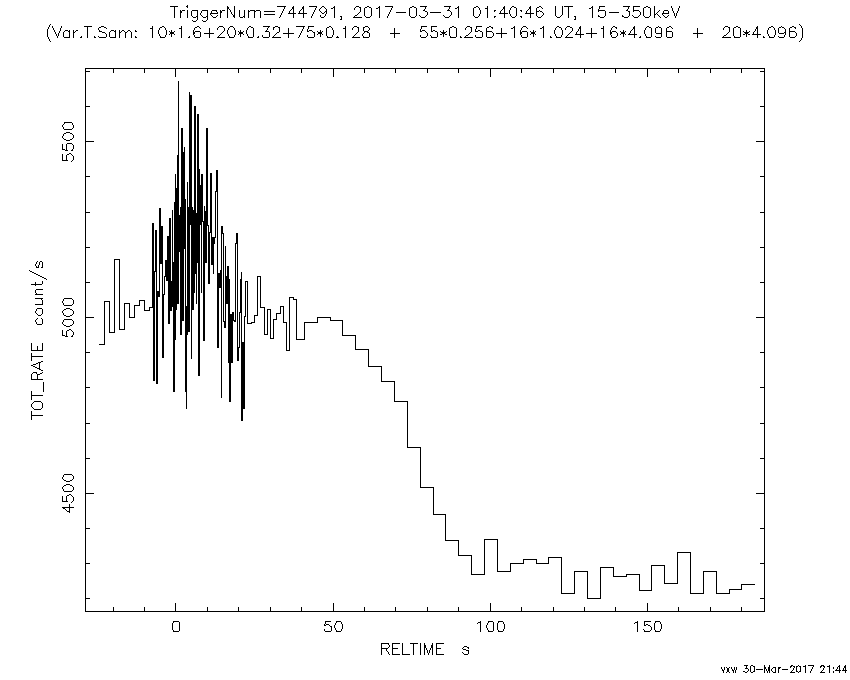 TriggerNum=744791, 2017-03-31 01:40:46 UT, 15-350keV
(Var.T.Sam: 10*1.6+20*0.32+75*0.128 + 55*0.256+16*1.024+16*4.096 + 20*4.096)
5500
5000
4500
TOT_RATE count/s
0 50 100 150
RELTIME s
vxw 30-Mar-2017 21:44